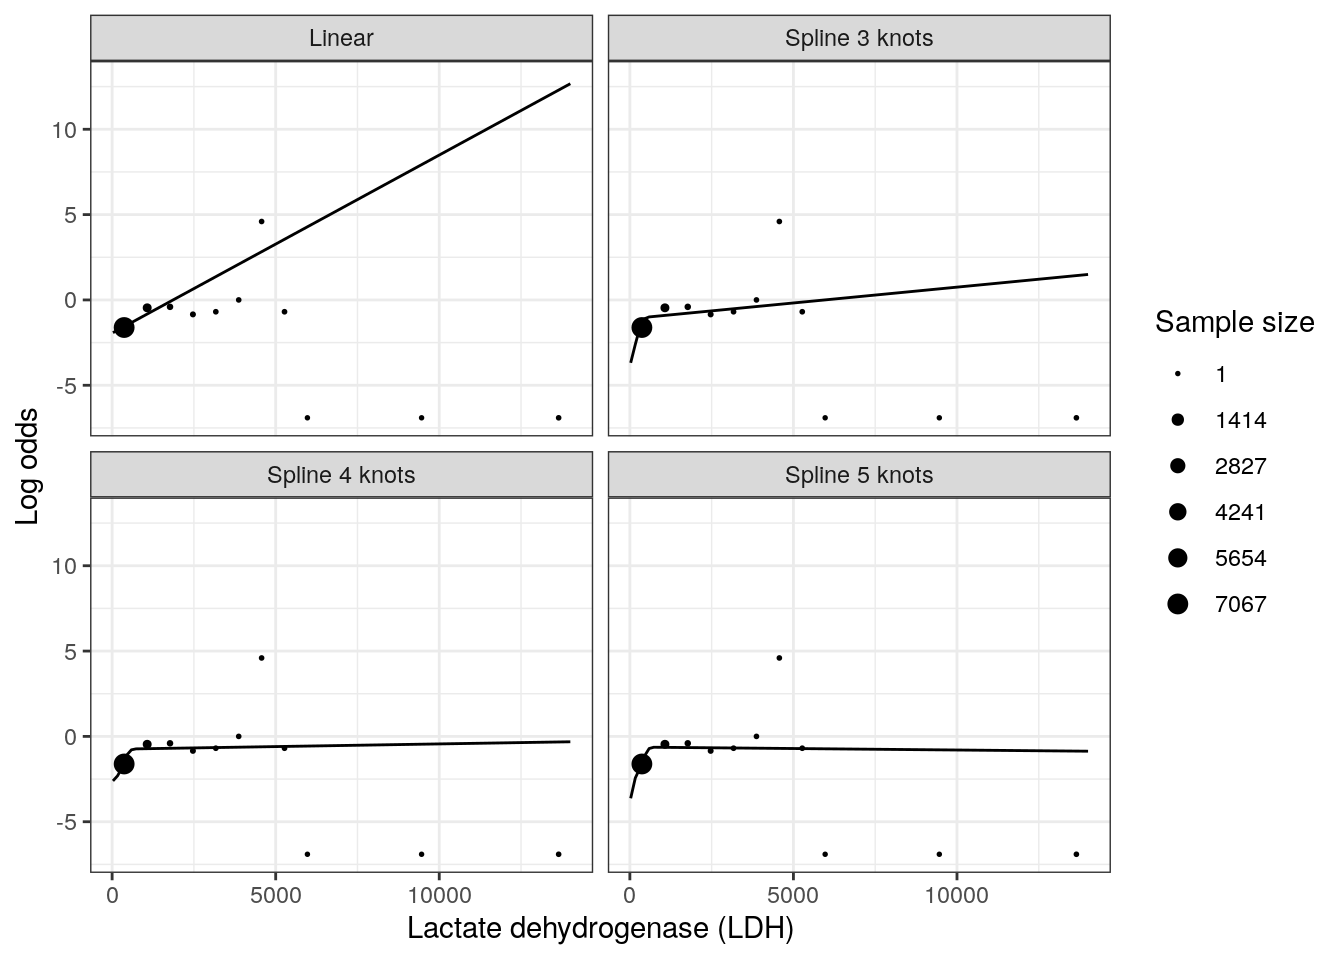 Linear
Spline 3 knots
10
5
0
-5
Spline 4 knots
Spline 5 knots
10
5
0
-5
0
5000
10000
0
5000
10000
Lactate dehydrogenase (LDH)
Log odds
Sample size
1
1414
2827
4241
5654
7067